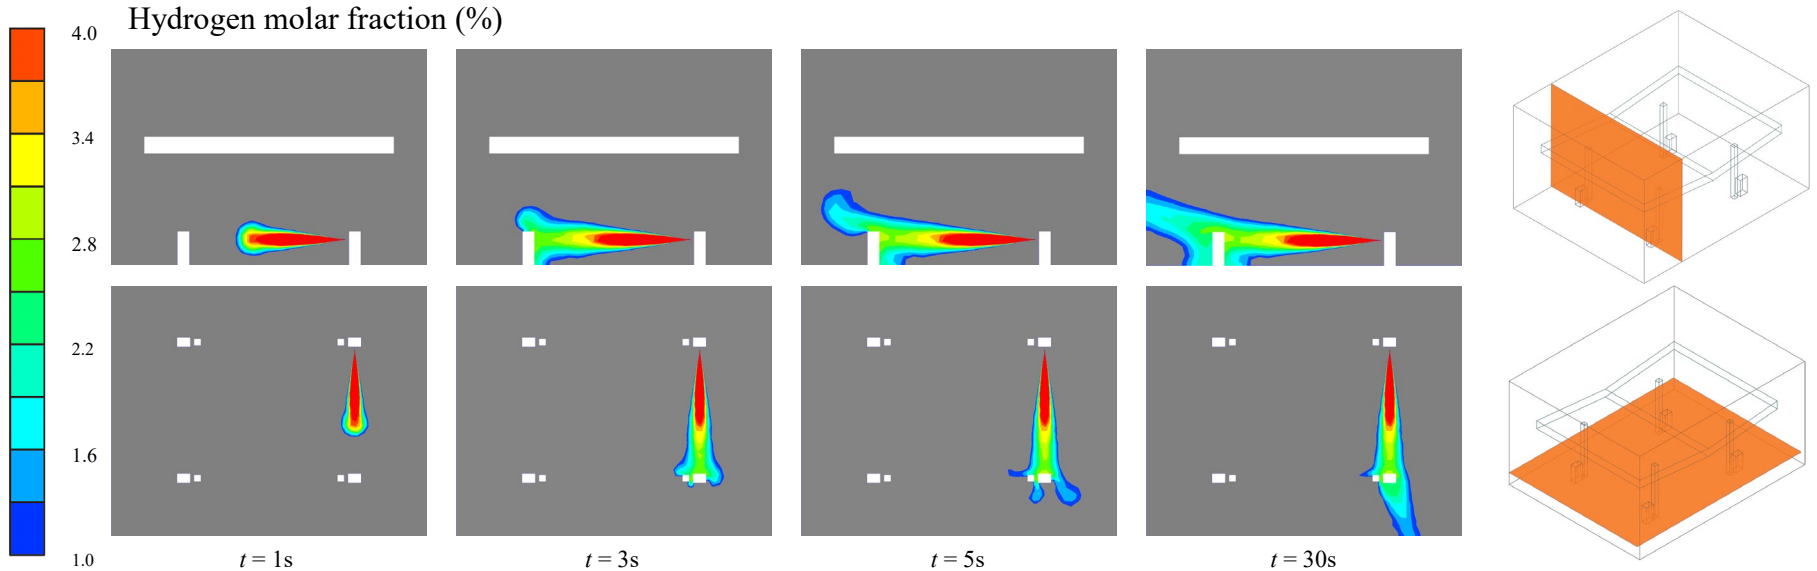 Hydrogen molar fraction (%)
4.0
3.4
2.8
2.2
1.6
1.0
t = 1s
t = 3s
t = 5s
t = 30s